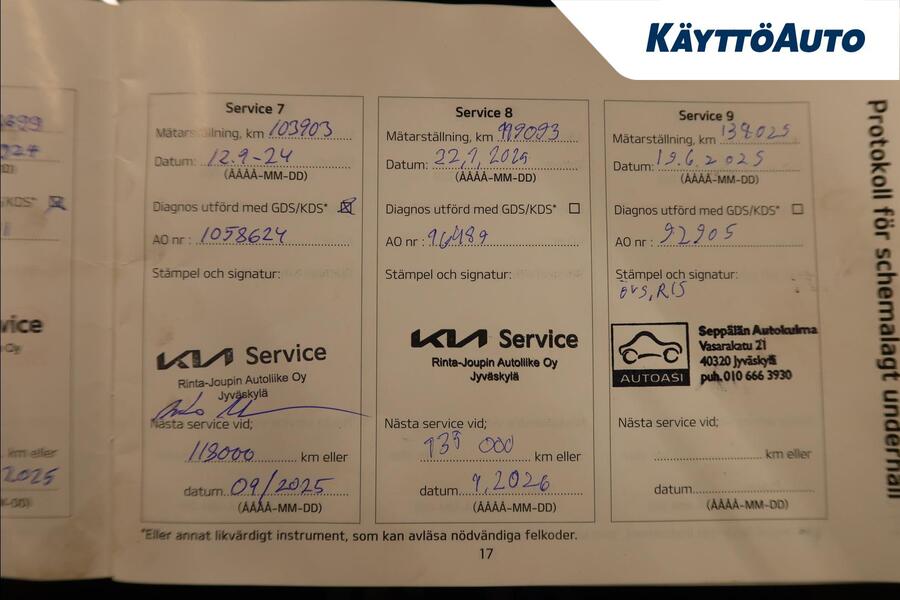 KÄYTTÖAUTO
Protokoll för schemalagt underhåll
Service 7
Mätarställning, km 103903
Datum: 12.9-24
(ÅÅÅÅ-MM-DD)
Diagnos utförd med GDS/KDS*
AO nr : 1058624
Stämpel och signatur:
KIA Service
Rinta-Joupin Autoliike Oy
Jyväskylä
Nästa service vid;
113000 km eller
datum 09/2025
(ÅÅÅÅ-MM-DD)
Service 8
Mätarställning, km 119093
Datum:
(ÅÅÅÅ-MM-DD)
Diagnos utförd med GDS/KDS*
AO nr :
Stämpel och signatur:
KIA Service
Rinta-Joupin Autoliike Oy
Jyväskylä
Nästa service vid;
000 km eller
datum 2026
(ÅÅÅÅ-MM-DD)
Service 9
Mätarställning, km 138025
Datum: 19.6.2025
(ÅÅÅÅ-MM-DD)
Diagnos utförd med GDS/KDS*
AO nr : 92905
Stämpel och signatur:
AUTOASI
Seppälän Autokulma
Vasarakatu 21
40320 Jyväskylä
puh. 010 666 3930
Nästa service vid;
km eller
datum
(ÅÅÅÅ-MM-DD)
*Eller annat likvärdigt instrument, som kan avläsa nödvändiga felkoder.
17